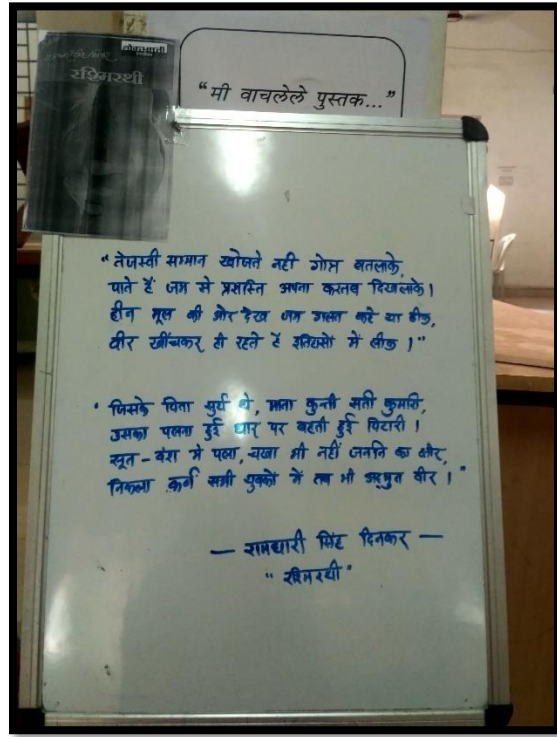 लोकभारती
रश्मिरथी
“मी वाचलेले पुस्तक...”
“तेजस्वी सम्मान खोजते नही गोत्र बतलाके,
पाते हैं जग से प्रशस्ति अपना करतब दिखलाके।
हीन मूल की ओर देख जग गलत कहे या ठीक,
वीर खींचकर ही रहते हैं इतिहासों में लीक।”
“जिसके पिता सूर्य थे, माता कुन्ती सती कुमारि,
उसका पलना हुई धार पर बहती हुई पिटारी।
सूत-वंश मे पला, चखा भी नहीं जननि का क्षीर,
निकला कर्ण सभी युवकों में तब भी अद्भुत वीर।”
— रामधारी सिंह दिनकर —
“रश्मिरथी”